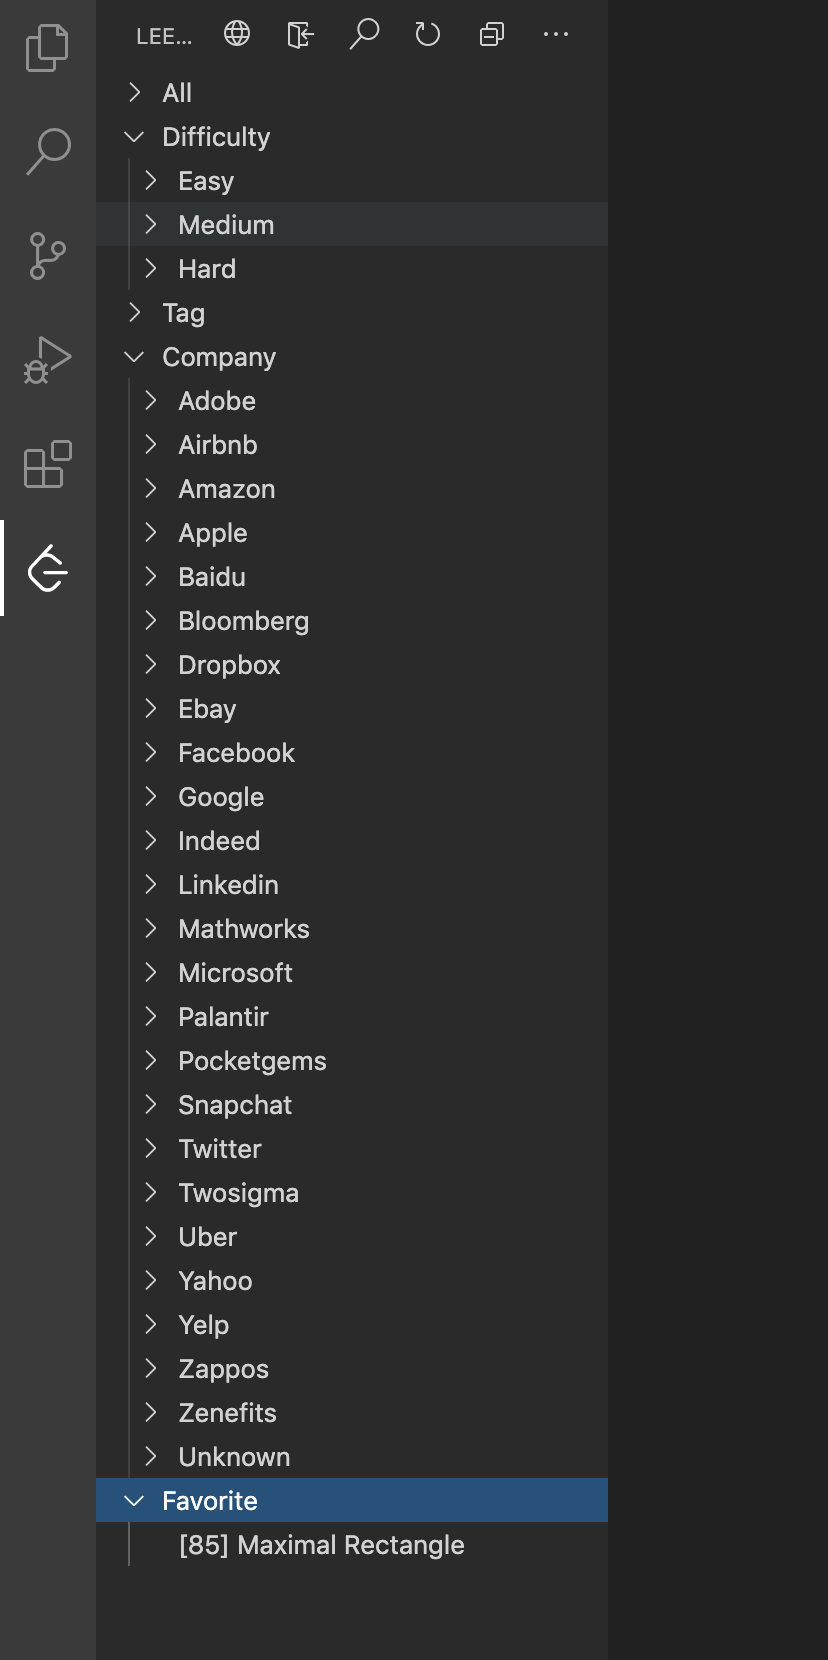 LEE...
All
Difficulty
Easy
Medium
Hard
Tag
Company
Adobe
Airbnb
Amazon
Apple
Baidu
Bloomberg
Dropbox
Ebay
Facebook
Google
Indeed
Linkedin
Mathworks
Microsoft
Palantir
Pocketgems
Snapchat
Twitter
Twosigma
Uber
Yahoo
Yelp
Zappos
Zenefits
Unknown
Favorite
[85] Maximal Rectangle